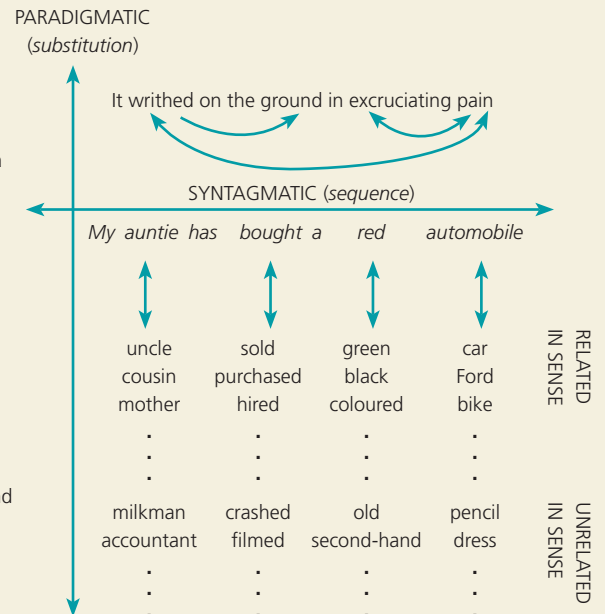 PARADIGMATIC
(substitution)
It writhed on the ground in excruciating pain
SYNTAGMATIC (sequence)
My auntie has bought a red automobile
uncle sold green car
cousin purchased black Ford
mother hired coloured bike
. . . .
. . . .
. . . .
RELATED
IN SENSE
milkman crashed old pencil
accountant filmed second-hand dress
. . . .
. . . .
UNRELATED
IN SENSE